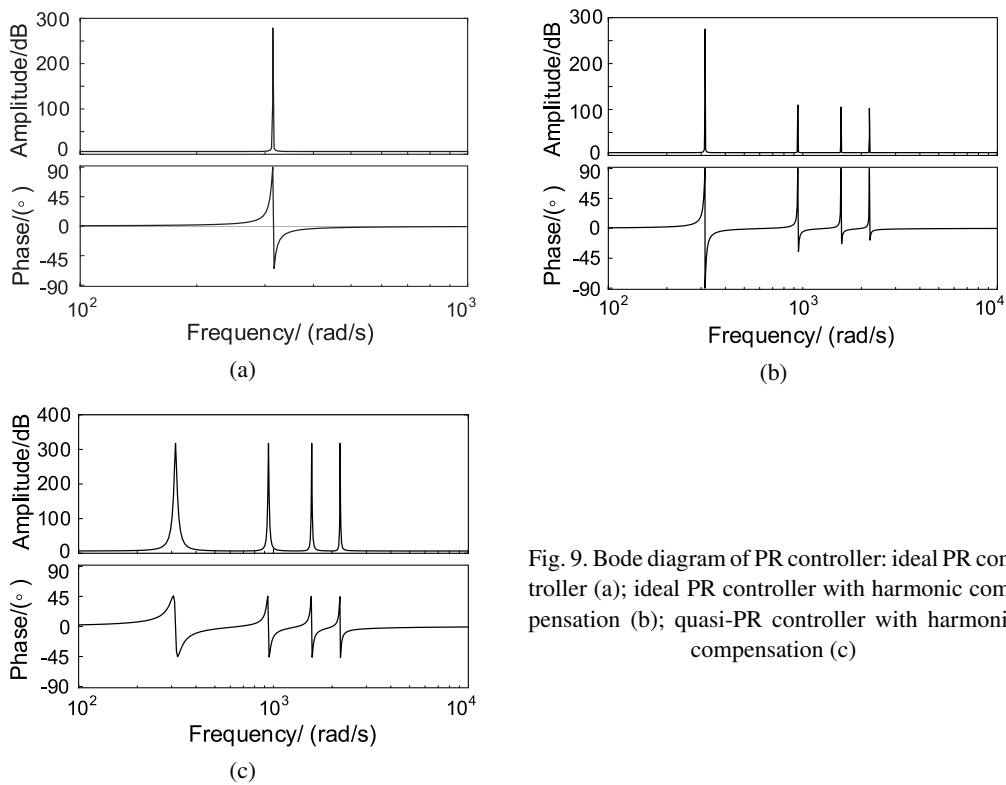 300
200
100
0
Amplitude/dB
90
45
0
-45
-90
Phase/(° )
10² 10³
Frequency/ (rad/s)
(a)
300
200
100
0
Amplitude/dB
90
45
0
-45
-90
Phase/(° )
10² 10³ 10⁴
Frequency/ (rad/s)
(b)
400
300
200
100
0
Amplitude/dB
90
45
0
-45
-90
Phase/(° )
10² 10³ 10⁴
Frequency/ (rad/s)
(c)
Fig. 9. Bode diagram of PR controller: ideal PR con
troller (a); ideal PR controller with harmonic com
pensation (b); quasi-PR controller with harmoni
compensation (c)